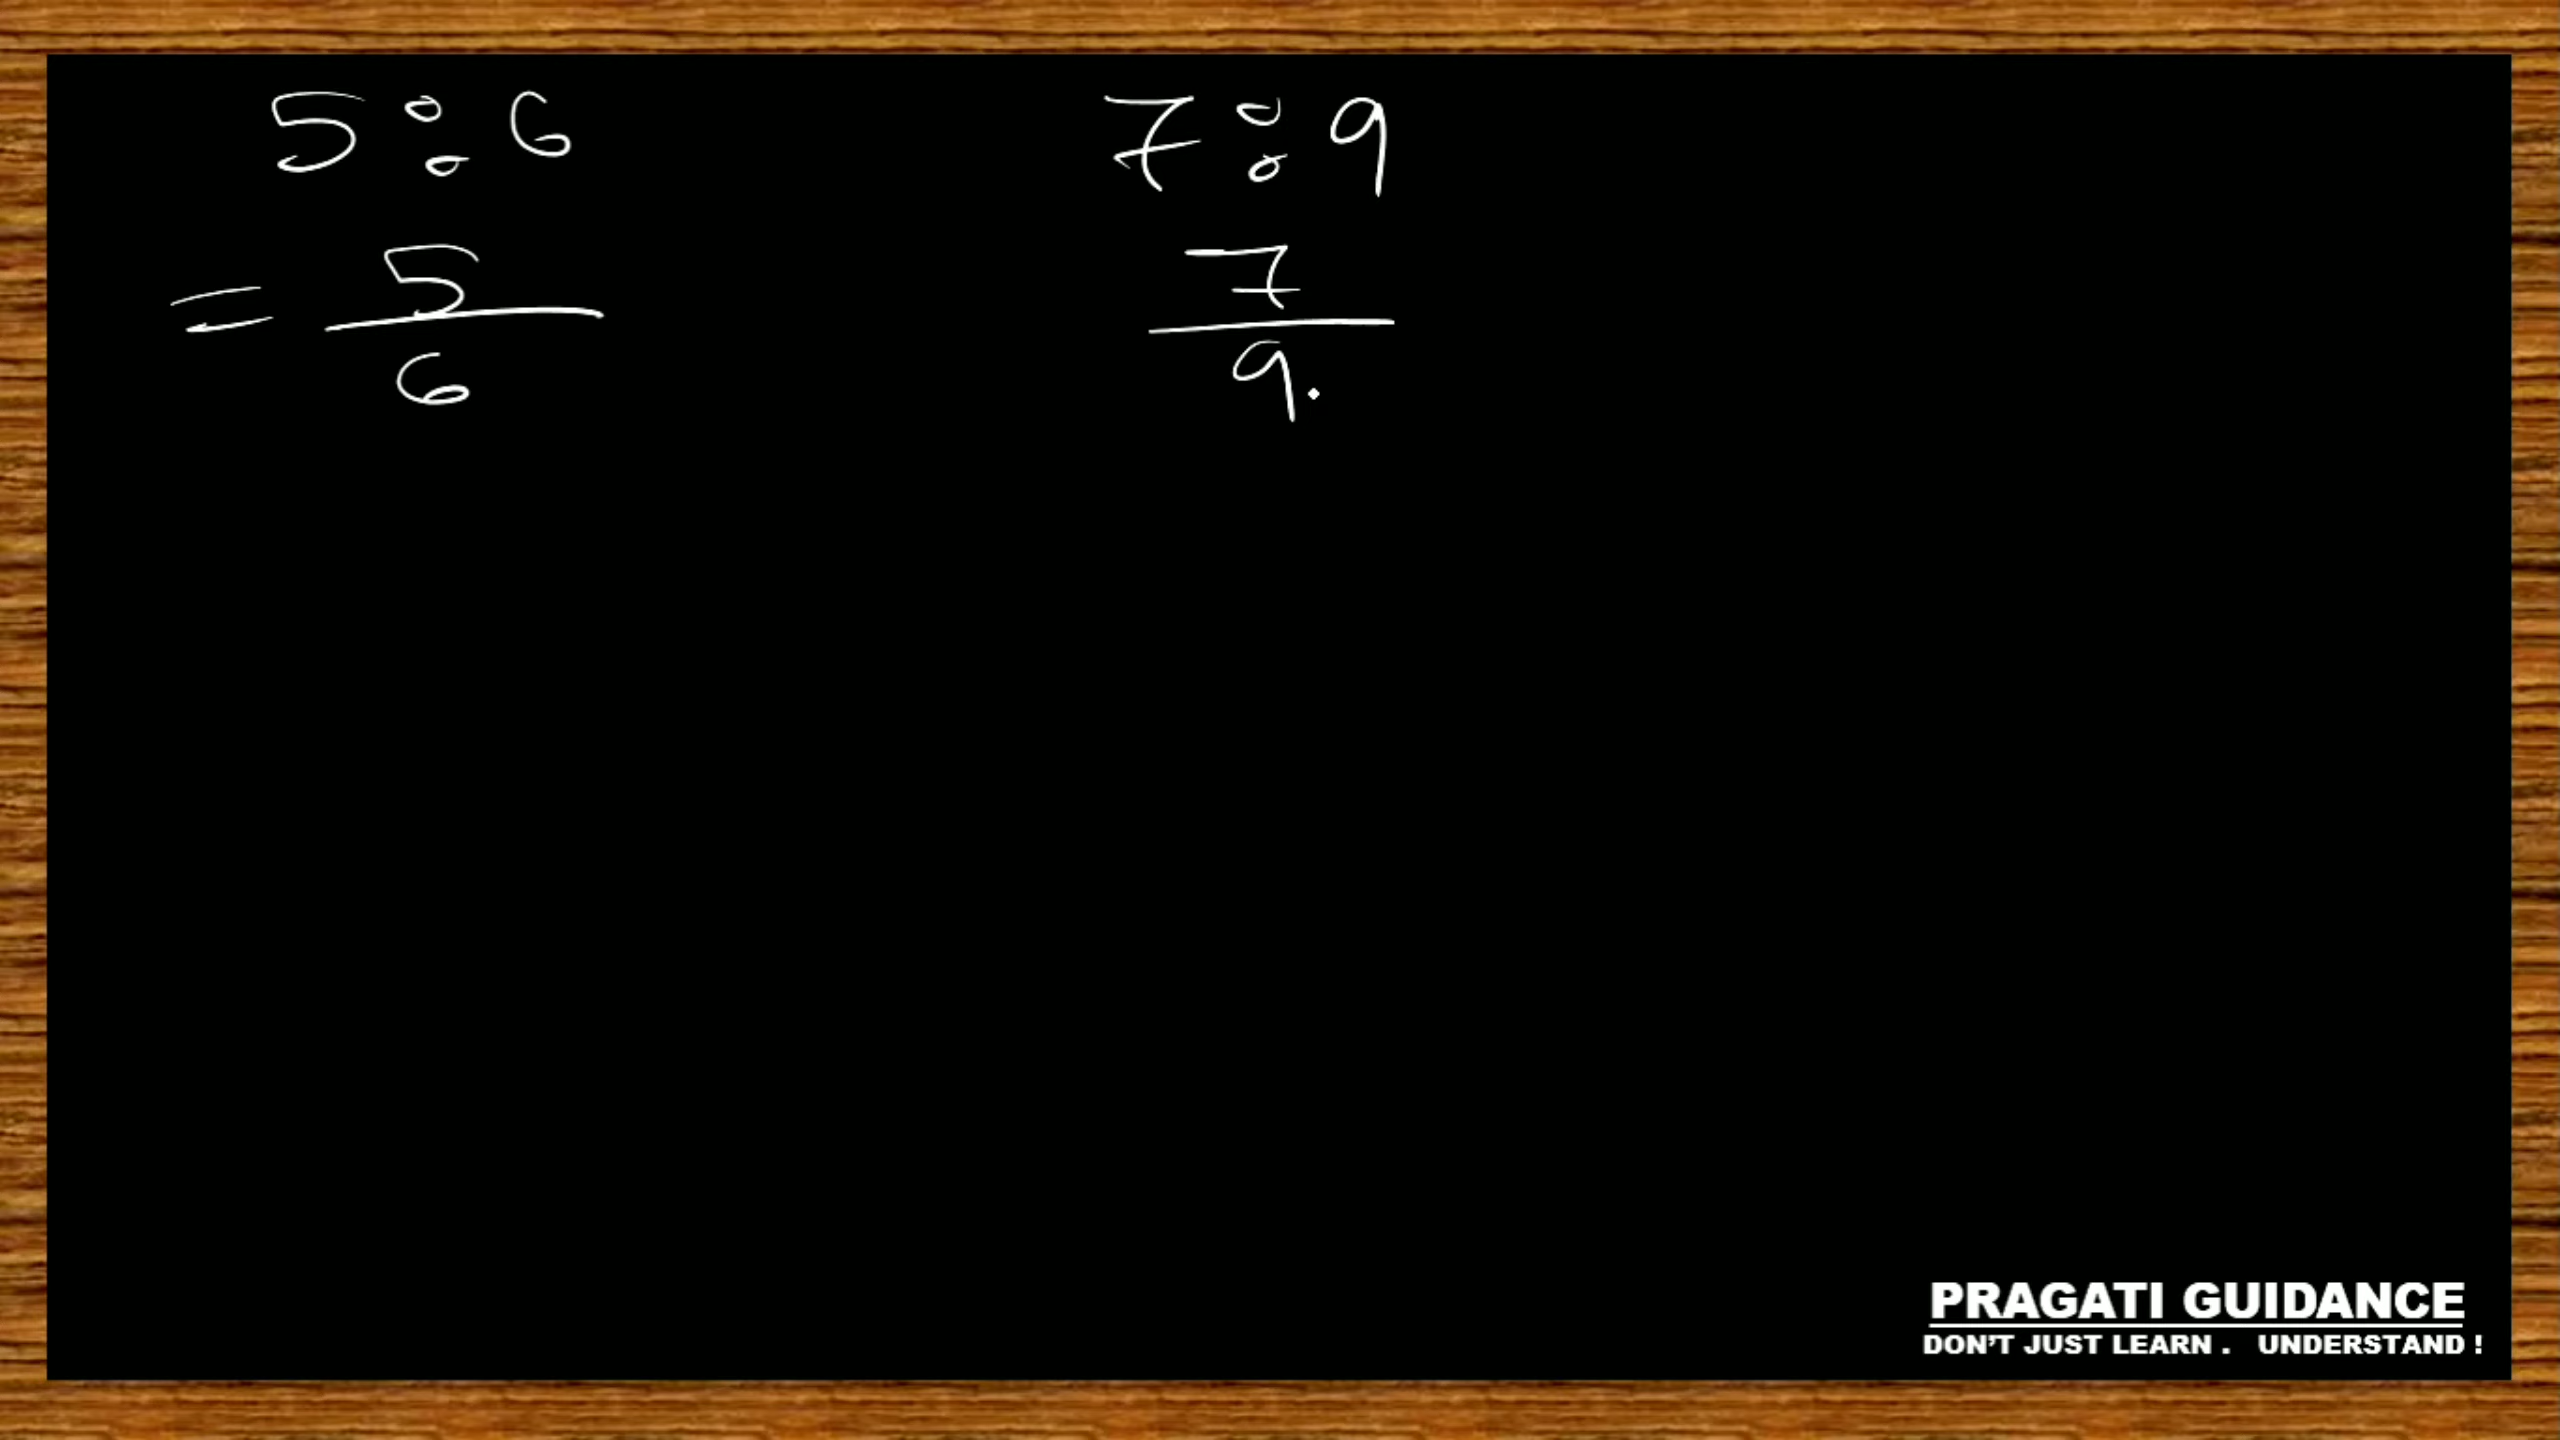 5 : 6 7 : 9
= 5/6 7/9
PRAGATI GUIDANCE
DON'T JUST LEARN . UNDERSTAND !